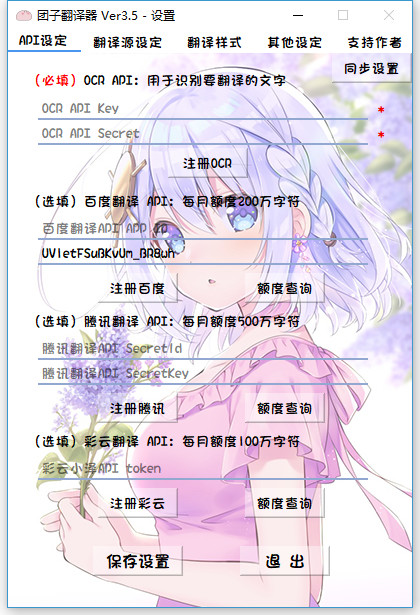 团子翻译器 Ver3.5 - 设置
API设定 翻译源设定 翻译样式 其他设定 支持作者
同步设置
(必填) OCR API: 用于识别要翻译的文字
OCR API Key *
OCR API Secret *
注册OCR
(选填) 百度翻译 API: 每月额度200万字符
百度翻译API APP ID
注册百度 额度查询
(选填) 腾讯翻译 API: 每月额度500万字符
腾讯翻译API SecretId
腾讯翻译API SecretKey
注册腾讯 额度查询
(选填) 彩云翻译 API: 每月额度100万字符
彩云小译API token
注册彩云 额度查询
保存设置 退 出